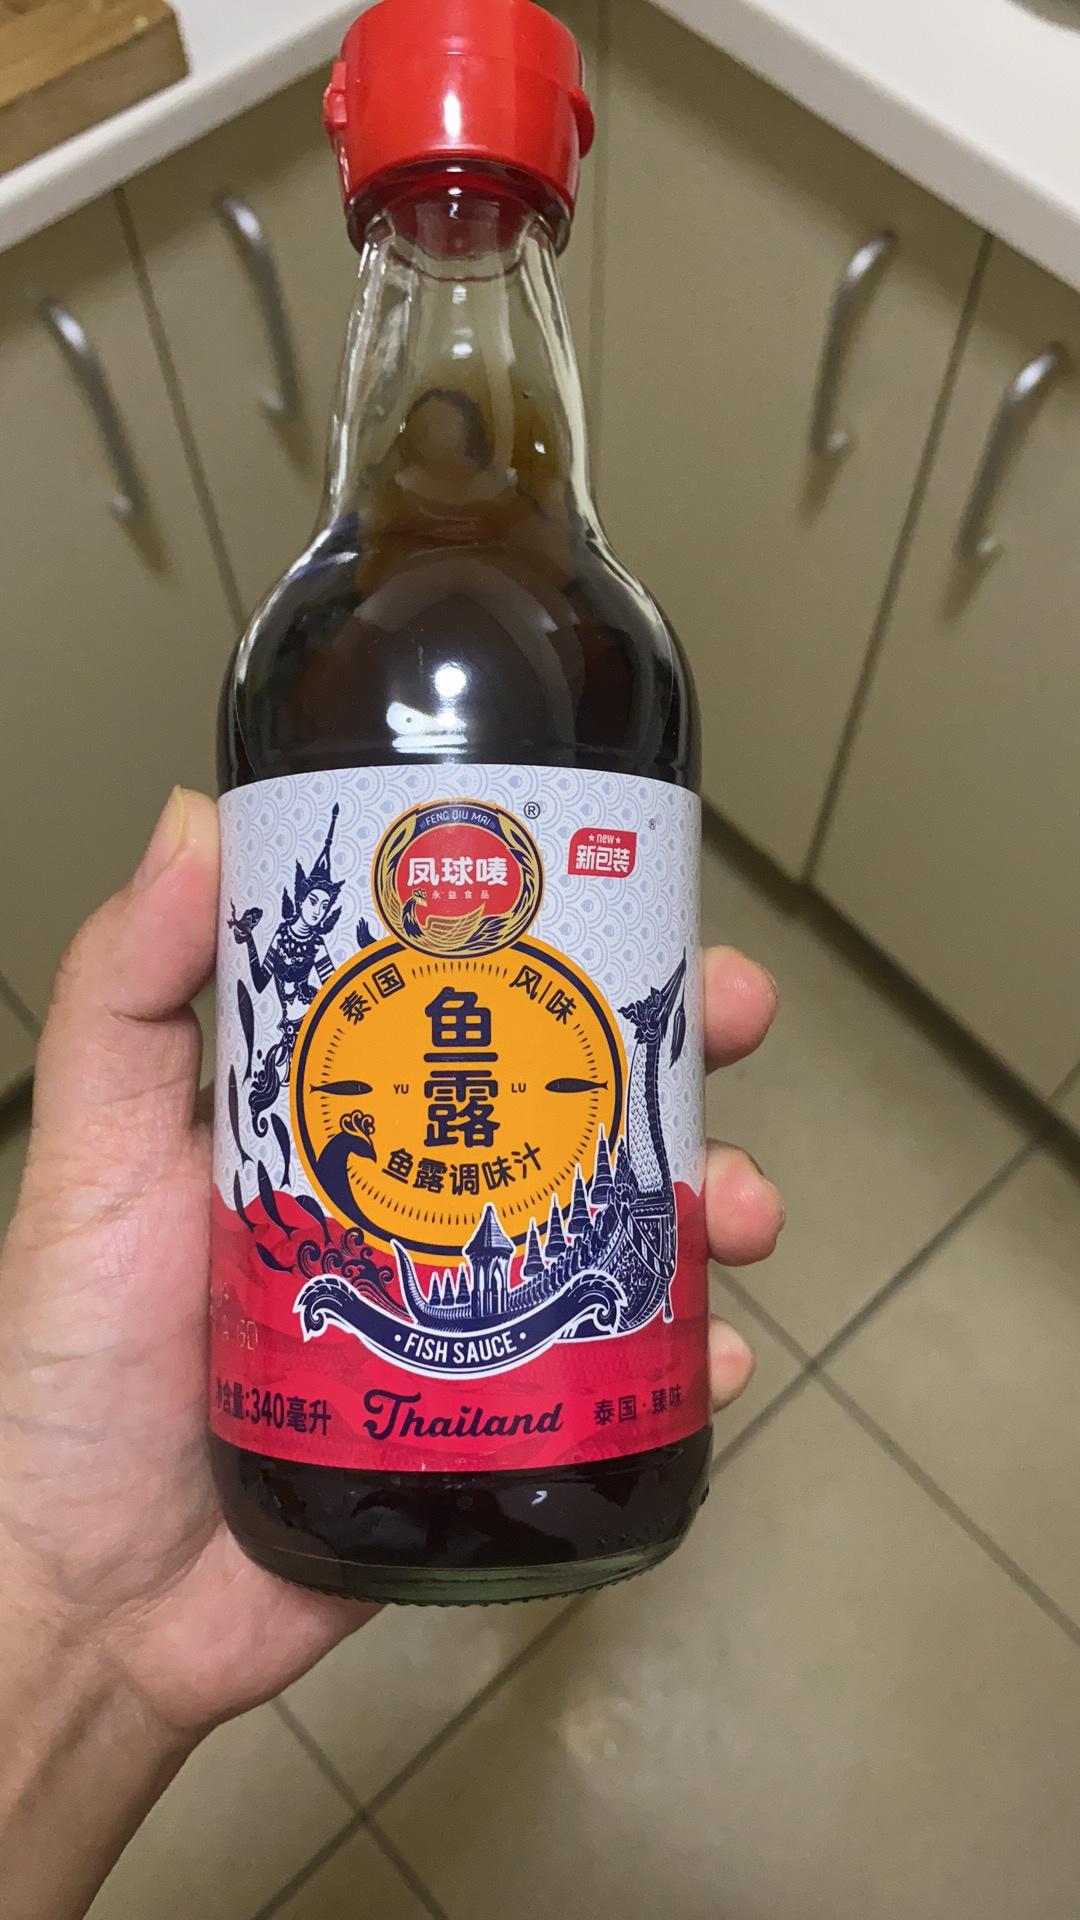 FENG QIU MAI
®
凤球唛
永益食品
new
新包装
®
泰国 风味
鱼露
YU LU
鱼露调味汁
FISH SAUCE
含量:340毫升
Thailand
泰国·臻味